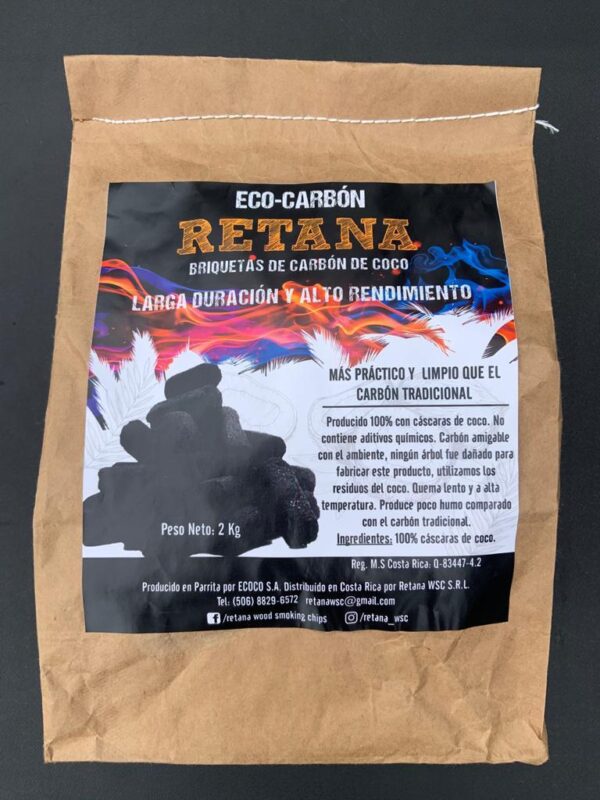 ECO-CARBÓN
RETANA
BRIQUETAS DE CARBÓN DE COCO
LARGA DURACIÓN Y ALTO RENDIMIENTO
MÁS PRÁCTICO Y LIMPIO QUE EL
CARBÓN TRADICIONAL
Producido 100% con cáscaras de coco. No
contiene aditivos químicos. Carbón amigable
con el ambiente, ningún árbol fue dañado para
fabricar este producto, utilizamos los
residuos del coco. Quema lento y a alta
temperatura. Produce poco humo comparado
con el carbón tradicional.
Ingredientes: 100% cáscaras de coco.
Peso Neto: 2 Kg
Reg. M.S Costa Rica: Q-83447-4.2
Producido en Parrita por ECOCO S.A. Distribuido en Costa Rica por Retana WSC S.R.L.
Tel: (506) 8829-6572 retanawsc@gmail.com
/retana wood smoking chips /retana_wsc